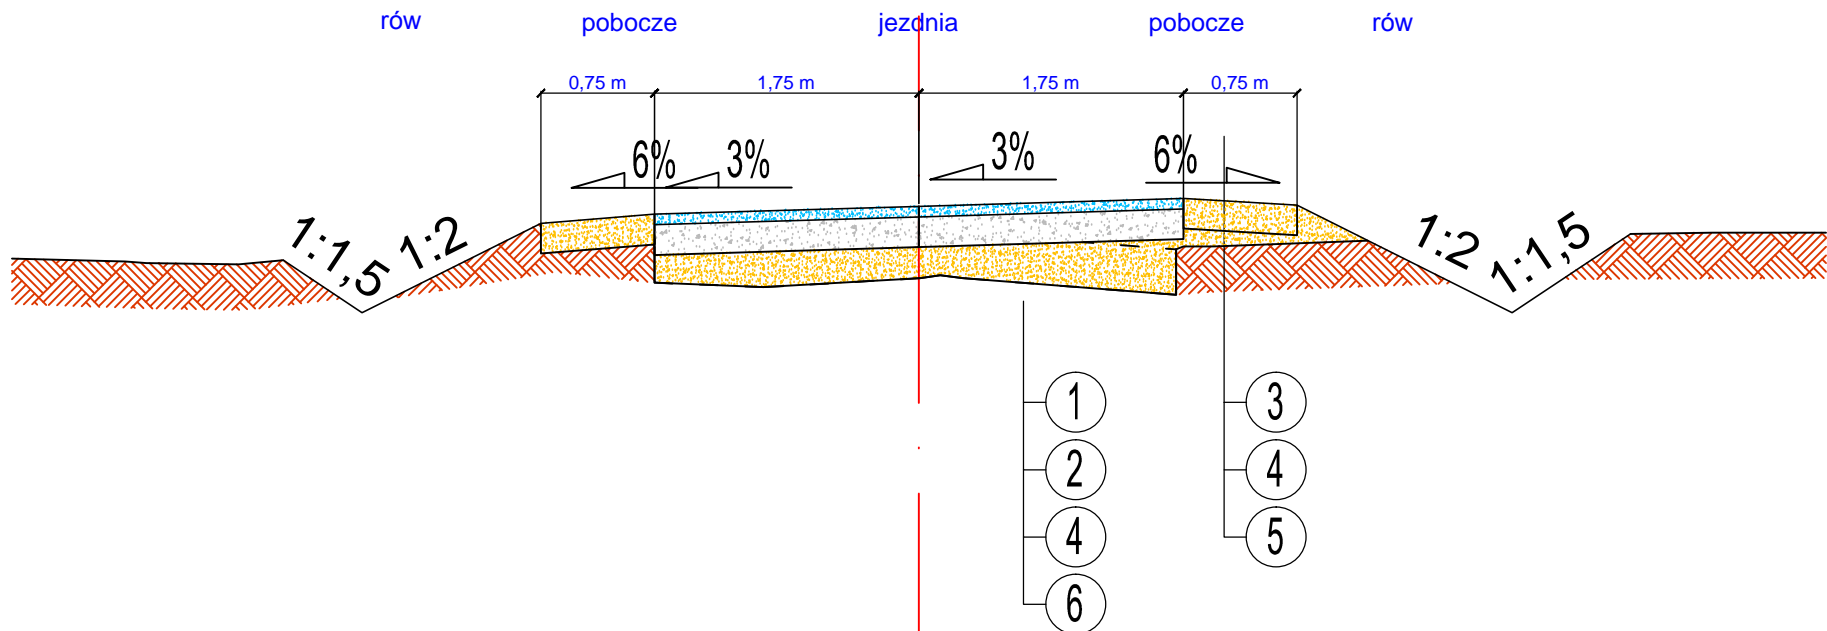 rów pobocze jezdnia pobocze rów
0,75 m 1,75 m 1,75 m 0,75 m
6% 3% 3% 6%
1:1,5 1:2 1:2 1:1,5
1 3
2 4
4 5
6